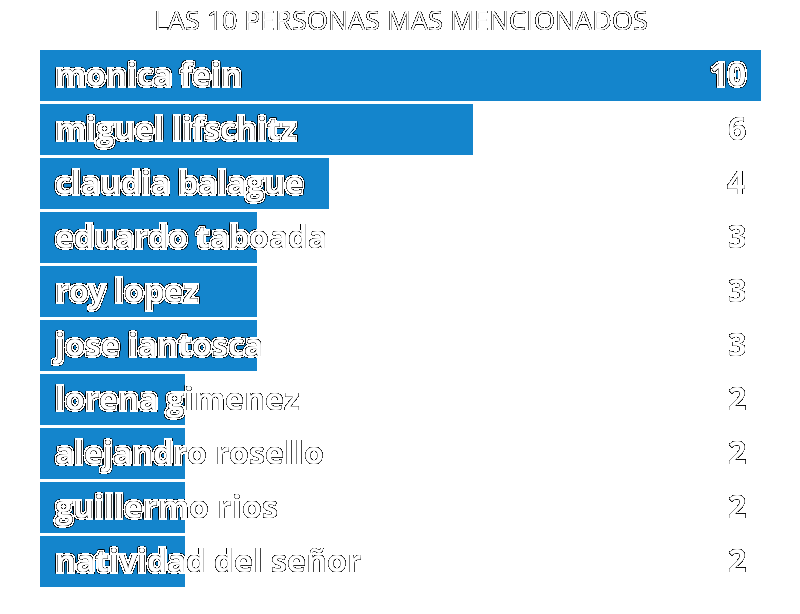 LAS 10 PERSONAS MAS MENCIONADOS
monica fein 10
miguel lifschitz 6
claudia balague 4
eduardo taboada 3
roy lopez 3
jose iantosca 3
lorena gimenez 2
alejandro rosello 2
guillermo rios 2
natividad del señor 2